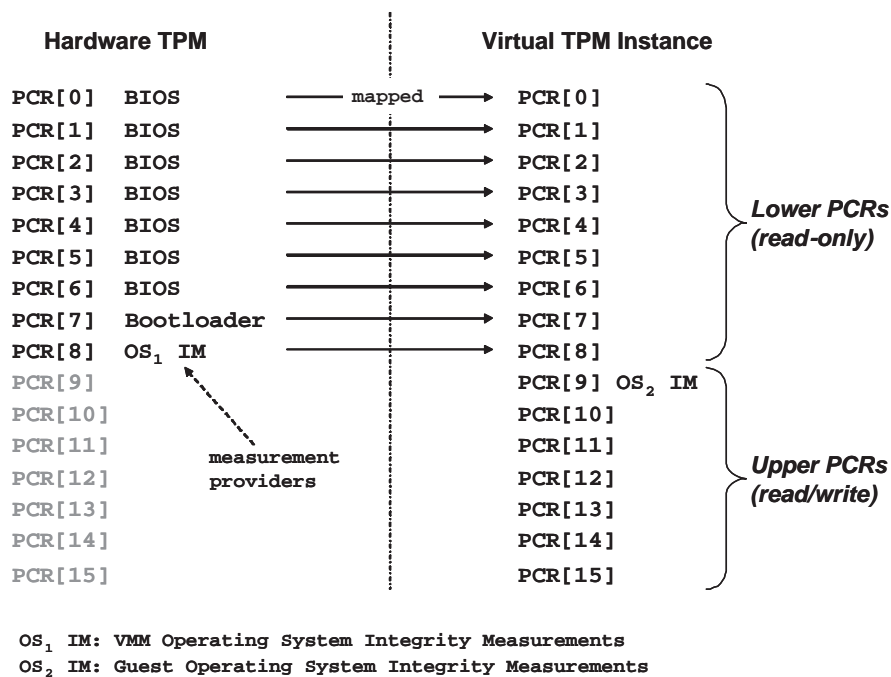 Hardware TPM Virtual TPM Instance
PCR[0] BIOS mapped PCR[0]
PCR[1] BIOS PCR[1]
PCR[2] BIOS PCR[2]
PCR[3] BIOS PCR[3]
PCR[4] BIOS PCR[4]
PCR[5] BIOS PCR[5]
PCR[6] BIOS PCR[6]
PCR[7] Bootloader PCR[7]
PCR[8] OS₁ IM PCR[8]
Lower PCRs
(read-only)
PCR[9] PCR[9] OS₂ IM
PCR[10] PCR[10]
PCR[11] PCR[11]
PCR[12] PCR[12]
PCR[13] PCR[13]
PCR[14] PCR[14]
PCR[15] PCR[15]
measurement
providers
Upper PCRs
(read/write)
OS₁ IM: VMM Operating System Integrity Measurements
OS₂ IM: Guest Operating System Integrity Measurements